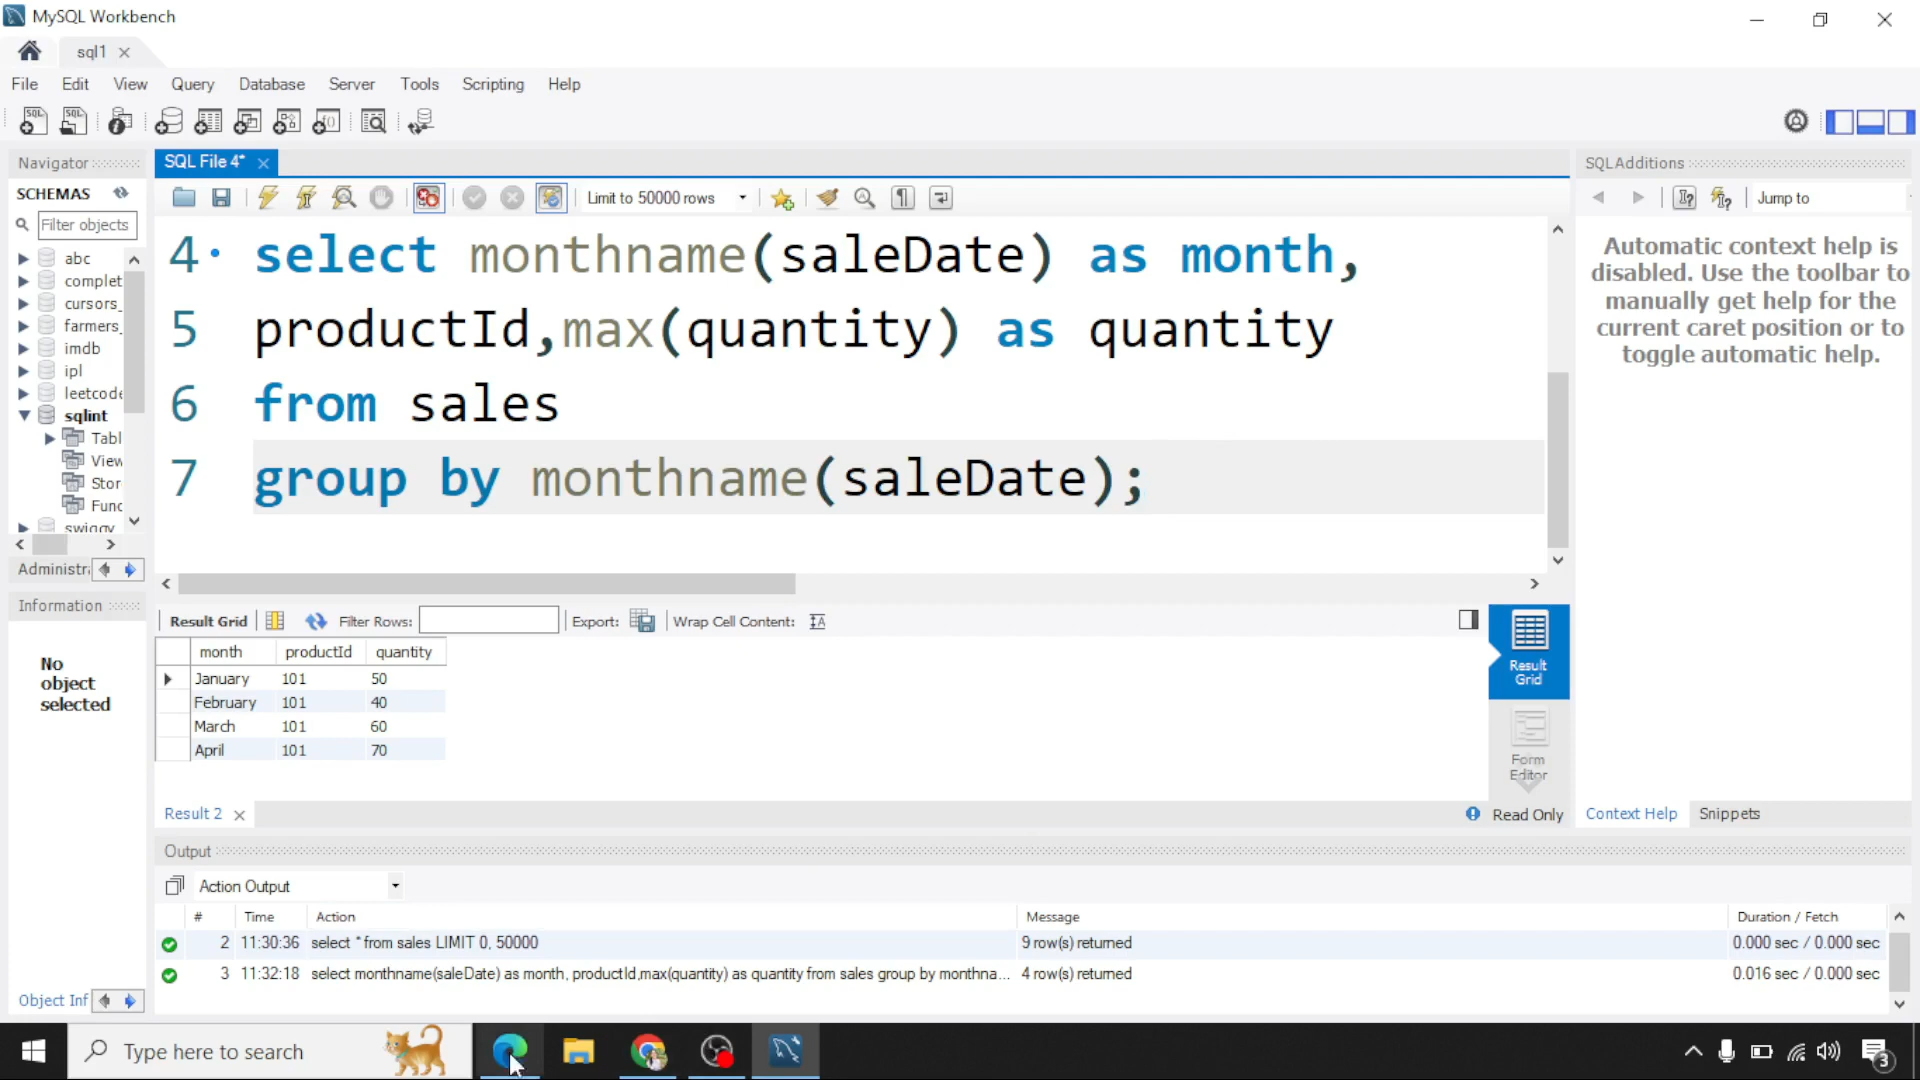 MySQL Workbench
sql1
File Edit View Query Database Server Tools Scripting Help
Navigator
SCHEMAS
Filter objects
abc
complet
cursors_
farmers_
imdb
ipl
leetcode
sqlint
Tabl
View
Stor
Func
swiggy
Administra
Information
No object selected
Object Inf
SQL File 4*
Limit to 50000 rows
4 select monthname(saleDate) as month,
5 productId,max(quantity) as quantity
6 from sales
7 group by monthname(saleDate);
Result Grid Filter Rows: Export: Wrap Cell Content:
month productId quantity
January 101 50
February 101 40
March 101 60
April 101 70
Result Grid
Form Editor
Result 2
Read Only
SQLAdditions
Jump to
Automatic context help is
disabled. Use the toolbar to
manually get help for the
current caret position or to
toggle automatic help.
Context Help Snippets
Output
Action Output
# Time Action Message Duration / Fetch
2 11:30:36 select * from sales LIMIT 0, 50000 9 row(s) returned 0.000 sec / 0.000 sec
3 11:32:18 select monthname(saleDate) as month, productId,max(quantity) as quantity from sales group by monthna... 4 row(s) returned 0.016 sec / 0.000 sec
Type here to search
3